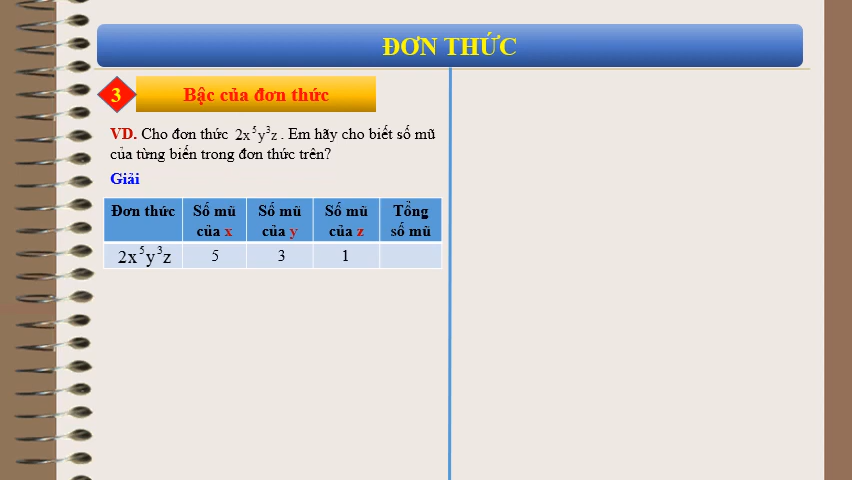 ĐƠN THỨC
3 Bậc của đơn thức
VD. Cho đơn thức 2x⁵y³z . Em hãy cho biết số mũ
của từng biến trong đơn thức trên?
Giải
Đơn thức Số mũ của x Số mũ của y Số mũ của z Tổng số mũ
2x⁵y³z 5 3 1